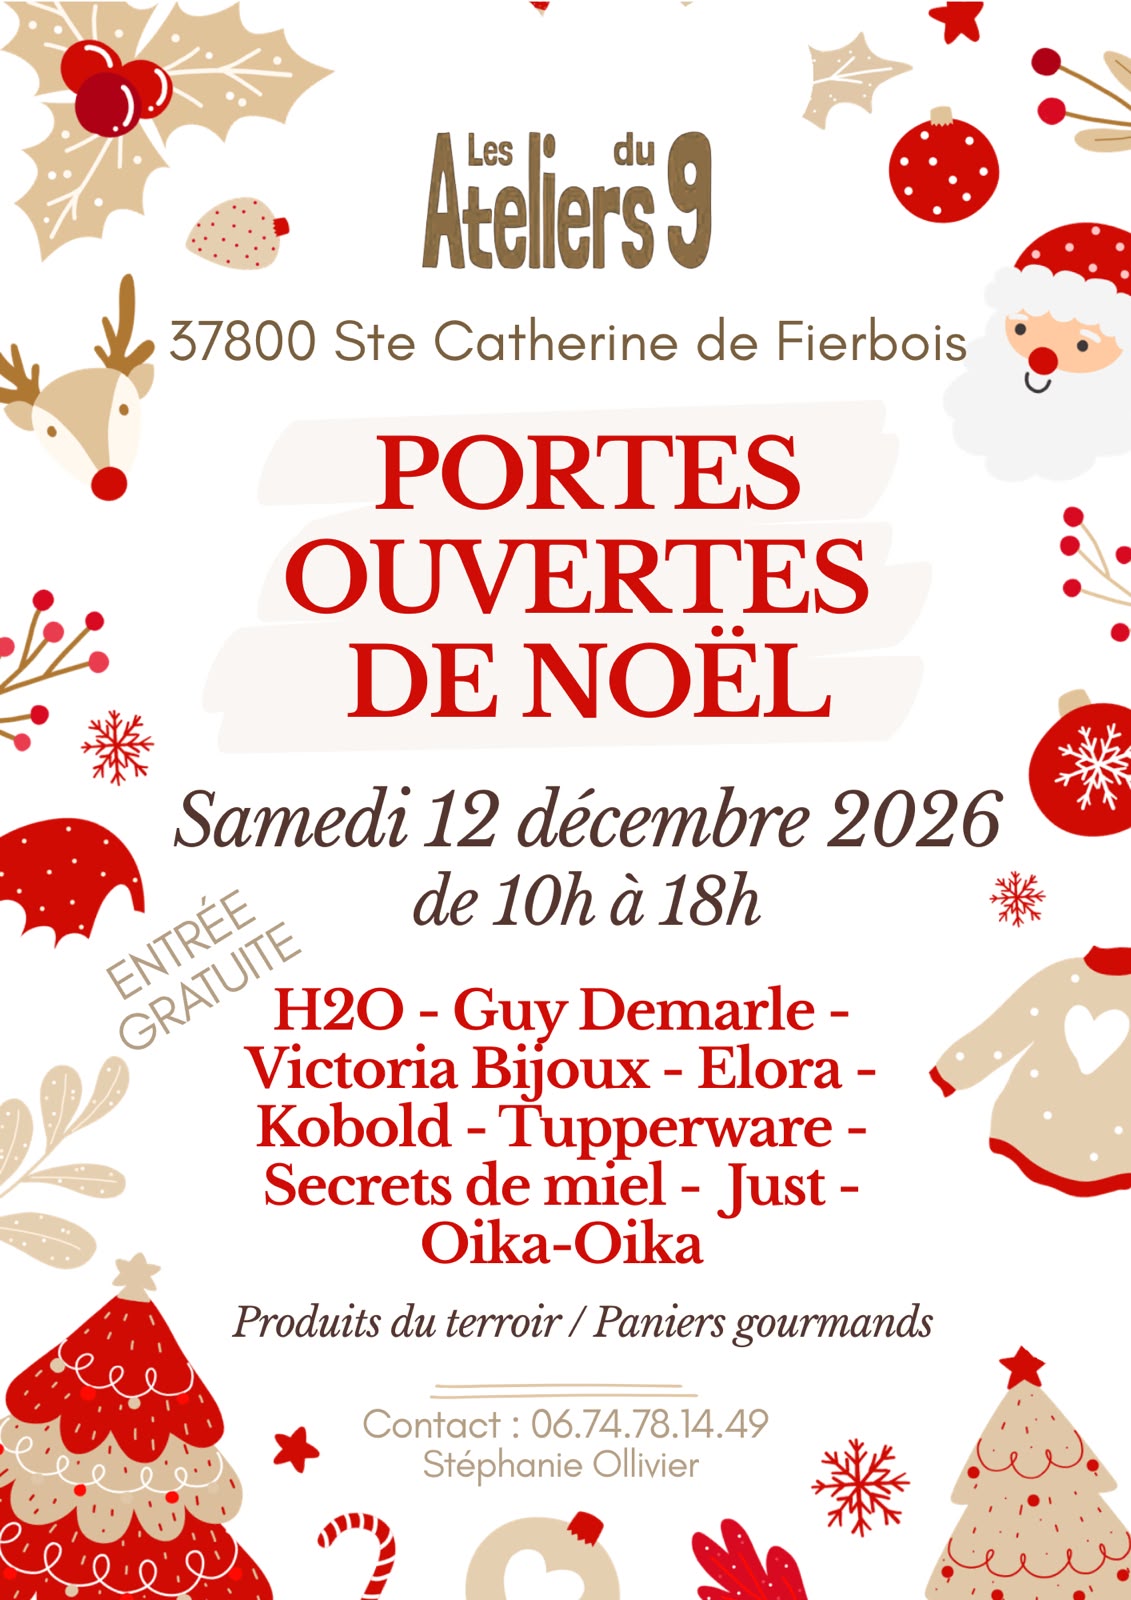 Les Ateliers du 9
37800 Ste Catherine de Fierbois
PORTES
OUVERTES
DE NOËL
Samedi 12 décembre 2026
de 10h à 18h
ENTRÉE
GRATUITE
H2O - Guy Demarle -
Victoria Bijoux - Elora -
Kobold - Tupperware -
Secrets de miel - Just -
Oika-Oika
Produits du terroir / Paniers gourmands
Contact : 06.74.78.14.49
Stéphanie Ollivier